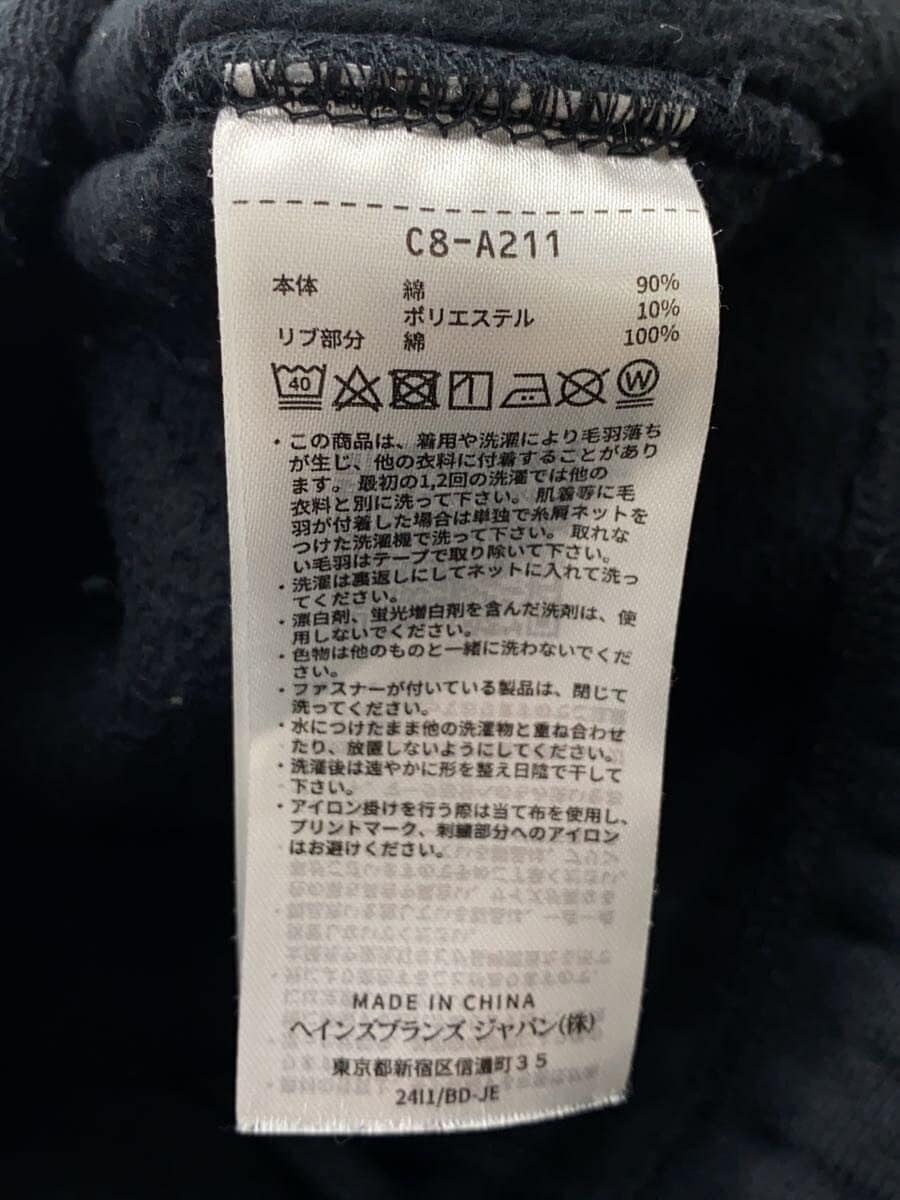 C8-A211
本体 綿 90%
ポリエステル 10%
リブ部分 綿 100%
40
W
・この商品は、着用や洗濯により毛羽落ち
が生じ、他の衣料に付着することがあり
ます。最初の1,2回の洗濯では他の
衣料と別に洗って下さい。肌着等に毛
羽が付着した場合は単独で糸屑ネットを
つけた洗濯機で洗って下さい。取れな
い毛羽はテープで取り除いて下さい。
・洗濯は裏返しにしてネットに入れて洗っ
てください。
・漂白剤、蛍光増白剤を含んだ洗剤は、使
用しないでください。
・色物は他のものと一緒に洗わないでくだ
さい。
・ファスナーが付いている製品は、閉じて
洗ってください。
・水につけたまま他の洗濯物と重ね合わせ
たり、放置しないようにしてください。
・洗濯後は速やかに形を整え日陰で干して
下さい。
・アイロン掛けを行う際は当て布を使用し、
プリントマーク、刺繍部分へのアイロン
はお避けください。
MADE IN CHINA
ヘインズブランズ ジャパン(株)
東京都新宿区信濃町35
24I1/BD-JE